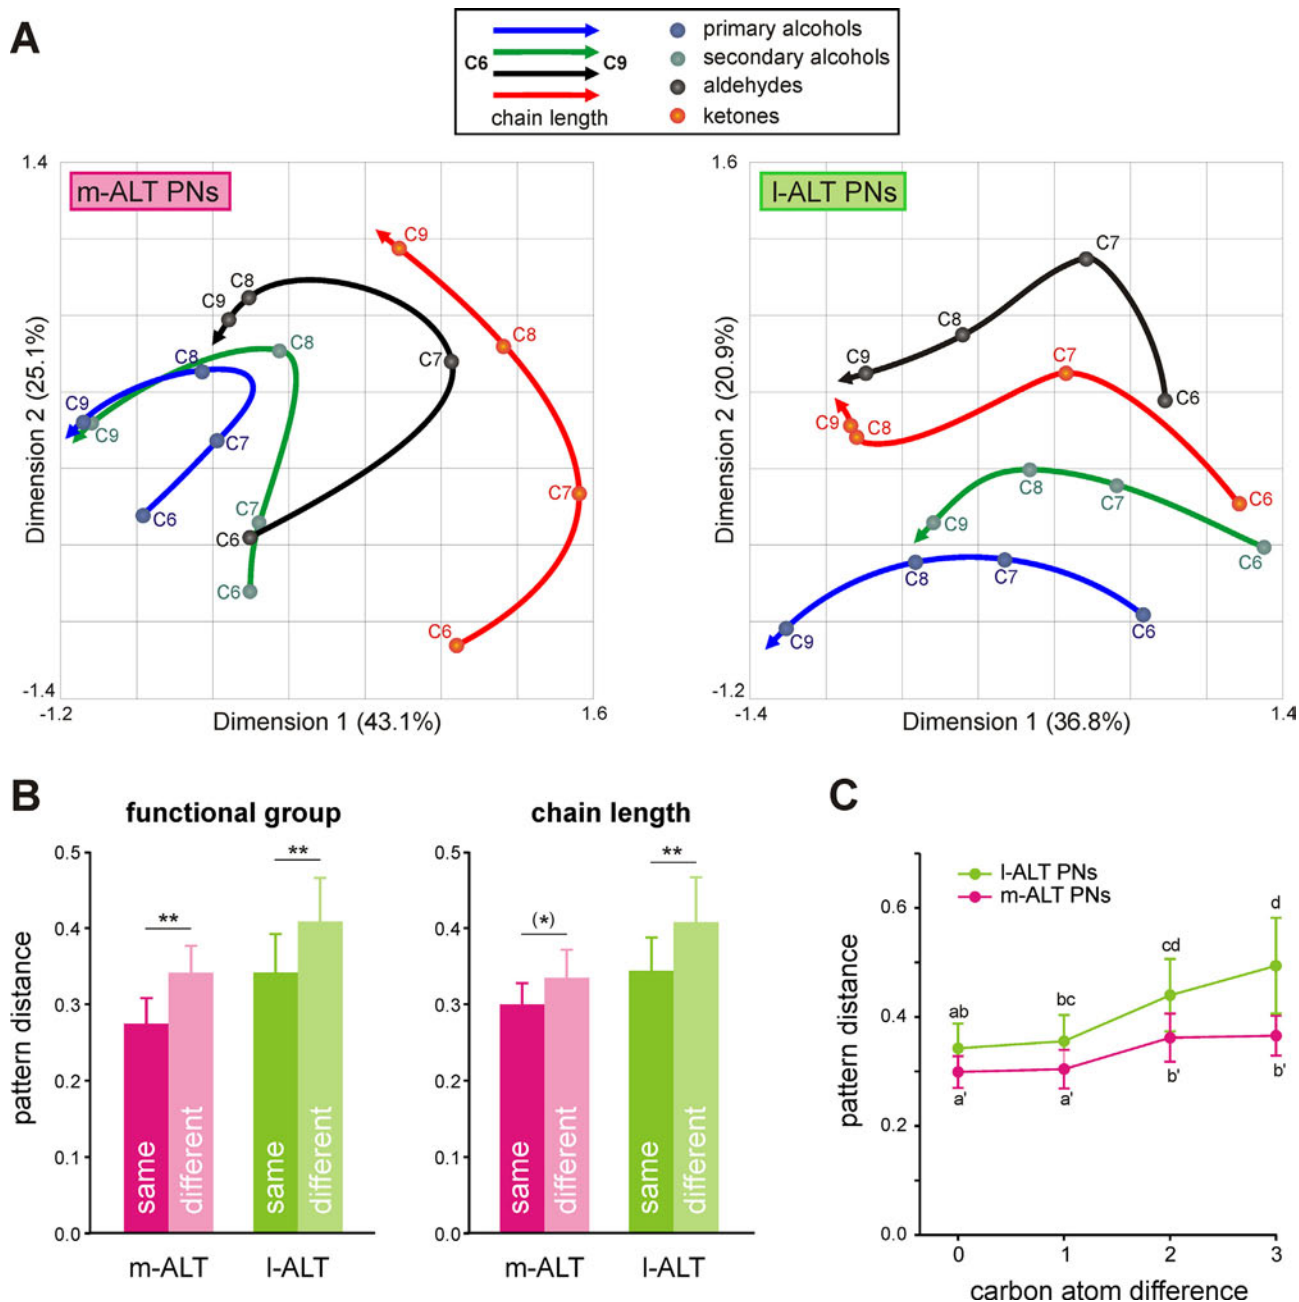 A
C6
C9
chain length
primary alcohols
secondary alcohols
aldehydes
ketones
1.4
m-ALT PNs
C9
C8
C9
C8
C7
C8
C8
C9
C9
C7
C7
C6
C7
C6
C6
C6
Dimension 2 (25.1%)
-1.4
-1.2
Dimension 1 (43.1%)
1.6
1.6
l-ALT PNs
C7
C8
C9
C7
C6
C9
C8
C8
C7
C6
C9
C6
C8
C7
C9
C6
Dimension 2 (20.9%)
-1.2
-1.4
Dimension 1 (36.8%)
1.4
B
functional group
0.5
0.4
0.3
0.2
0.1
0.0
pattern distance
**
**
same
different
same
different
m-ALT
l-ALT
chain length
0.5
0.4
0.3
0.2
0.1
0.0
(*)
**
same
different
same
different
m-ALT
l-ALT
C
l-ALT PNs
m-ALT PNs
0.6
0.4
0.2
0.0
pattern distance
ab
bc
cd
d
a'
a'
b'
b'
0
1
2
3
carbon atom difference